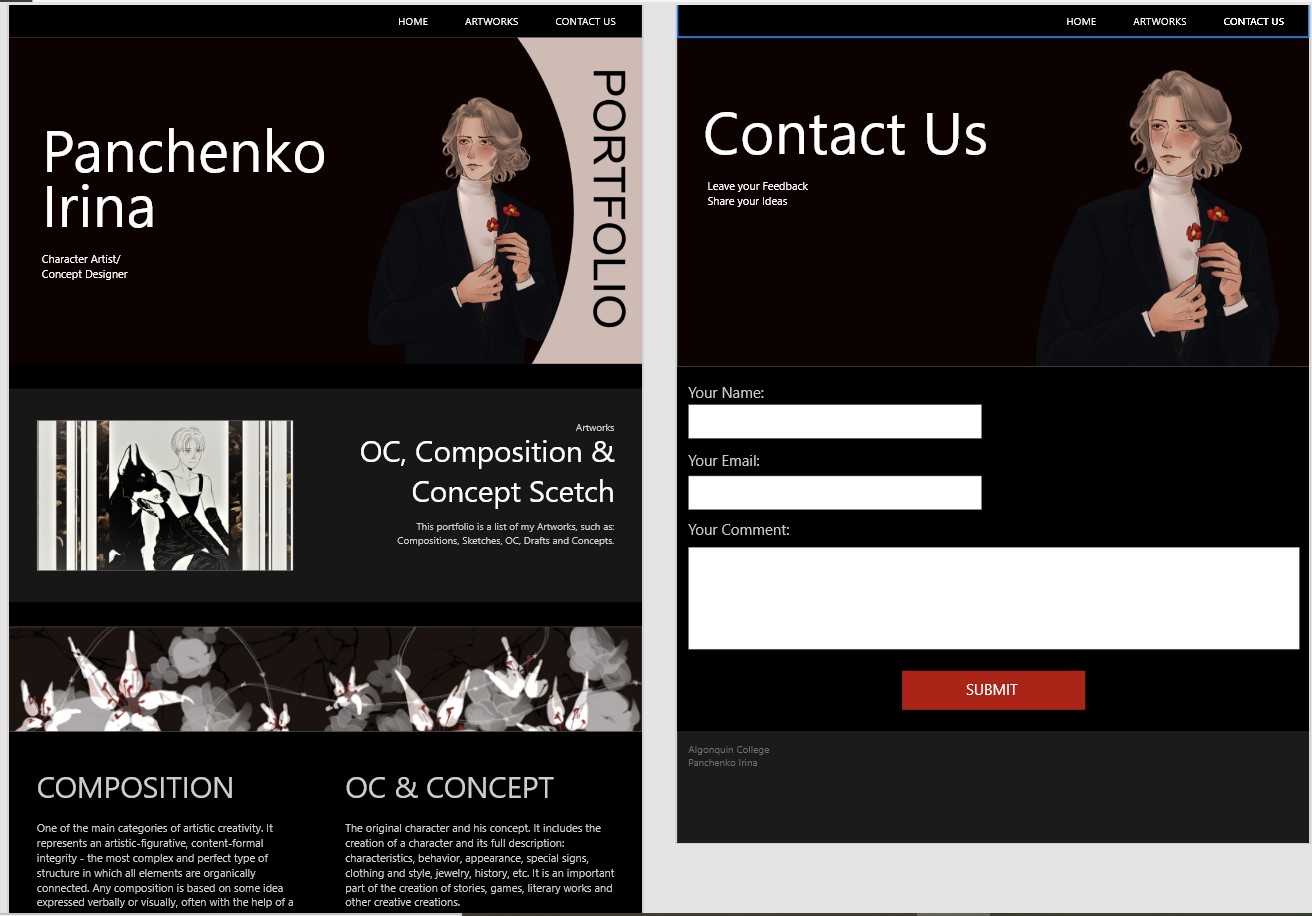 HOME ARTWORKS CONTACT US
Panchenko
Irina
Character Artist/
Concept Designer
PORTFOLIO
Artworks
OC, Composition &
Concept Scetch
This portfolio is a list of my Artworks, such as:
Compositions, Sketches, OC, Drafts and Concepts.
COMPOSITION
One of the main categories of artistic creativity. It
represents an artistic-figurative, content-formal
integrity - the most complex and perfect type of
structure in which all elements are organically
connected. Any composition is based on some idea
expressed verbally or visually, often with the help of a
OC & CONCEPT
The original character and his concept. It includes the
creation of a character and its full description:
characteristics, behavior, appearance, special signs,
clothing and style, jewelry, history, etc. It is an important
part of the creation of stories, games, literary works and
other creative creations.
HOME ARTWORKS CONTACT US
Contact Us
Leave your Feedback
Share your Ideas
Your Name:
Your Email:
Your Comment:
SUBMIT
Algonquin College
Panchenko Irina